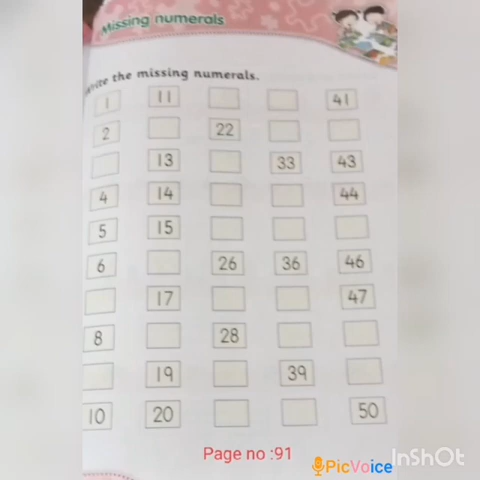 Missing numerals
Write the missing numerals.
1 11 41
2 22
13 33 43
4 14 44
5 15
6 26 36 46
17 47
8 28
19 39
10 20 50
Page no :91
PicVoice InShOt